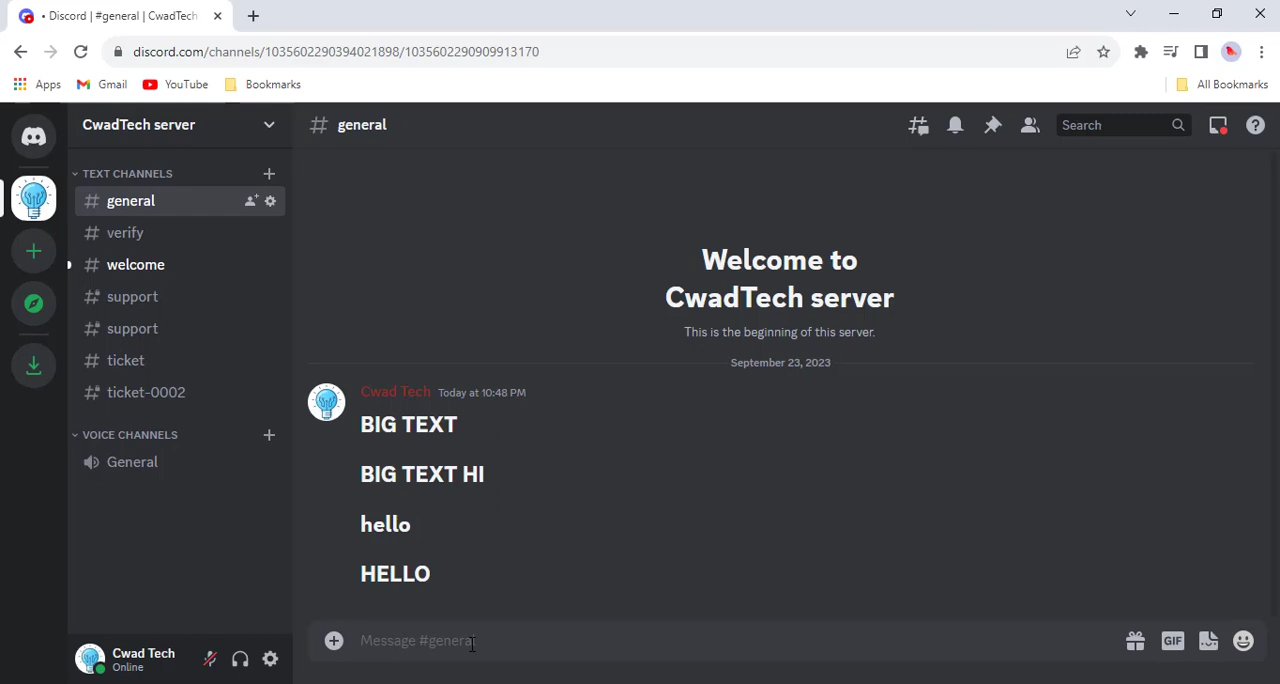 • Discord | #general | CwadTech
discord.com/channels/1035602290394021898/1035602290909913170
Apps Gmail YouTube Bookmarks All Bookmarks
CwadTech server
general
Search
TEXT CHANNELS
general
verify
welcome
support
support
ticket
ticket-0002
VOICE CHANNELS
General
Cwad Tech
Online
Welcome to
CwadTech server
This is the beginning of this server.
September 23, 2023
Cwad Tech Today at 10:48 PM
BIG TEXT
BIG TEXT HI
hello
HELLO
Message #general
GIF